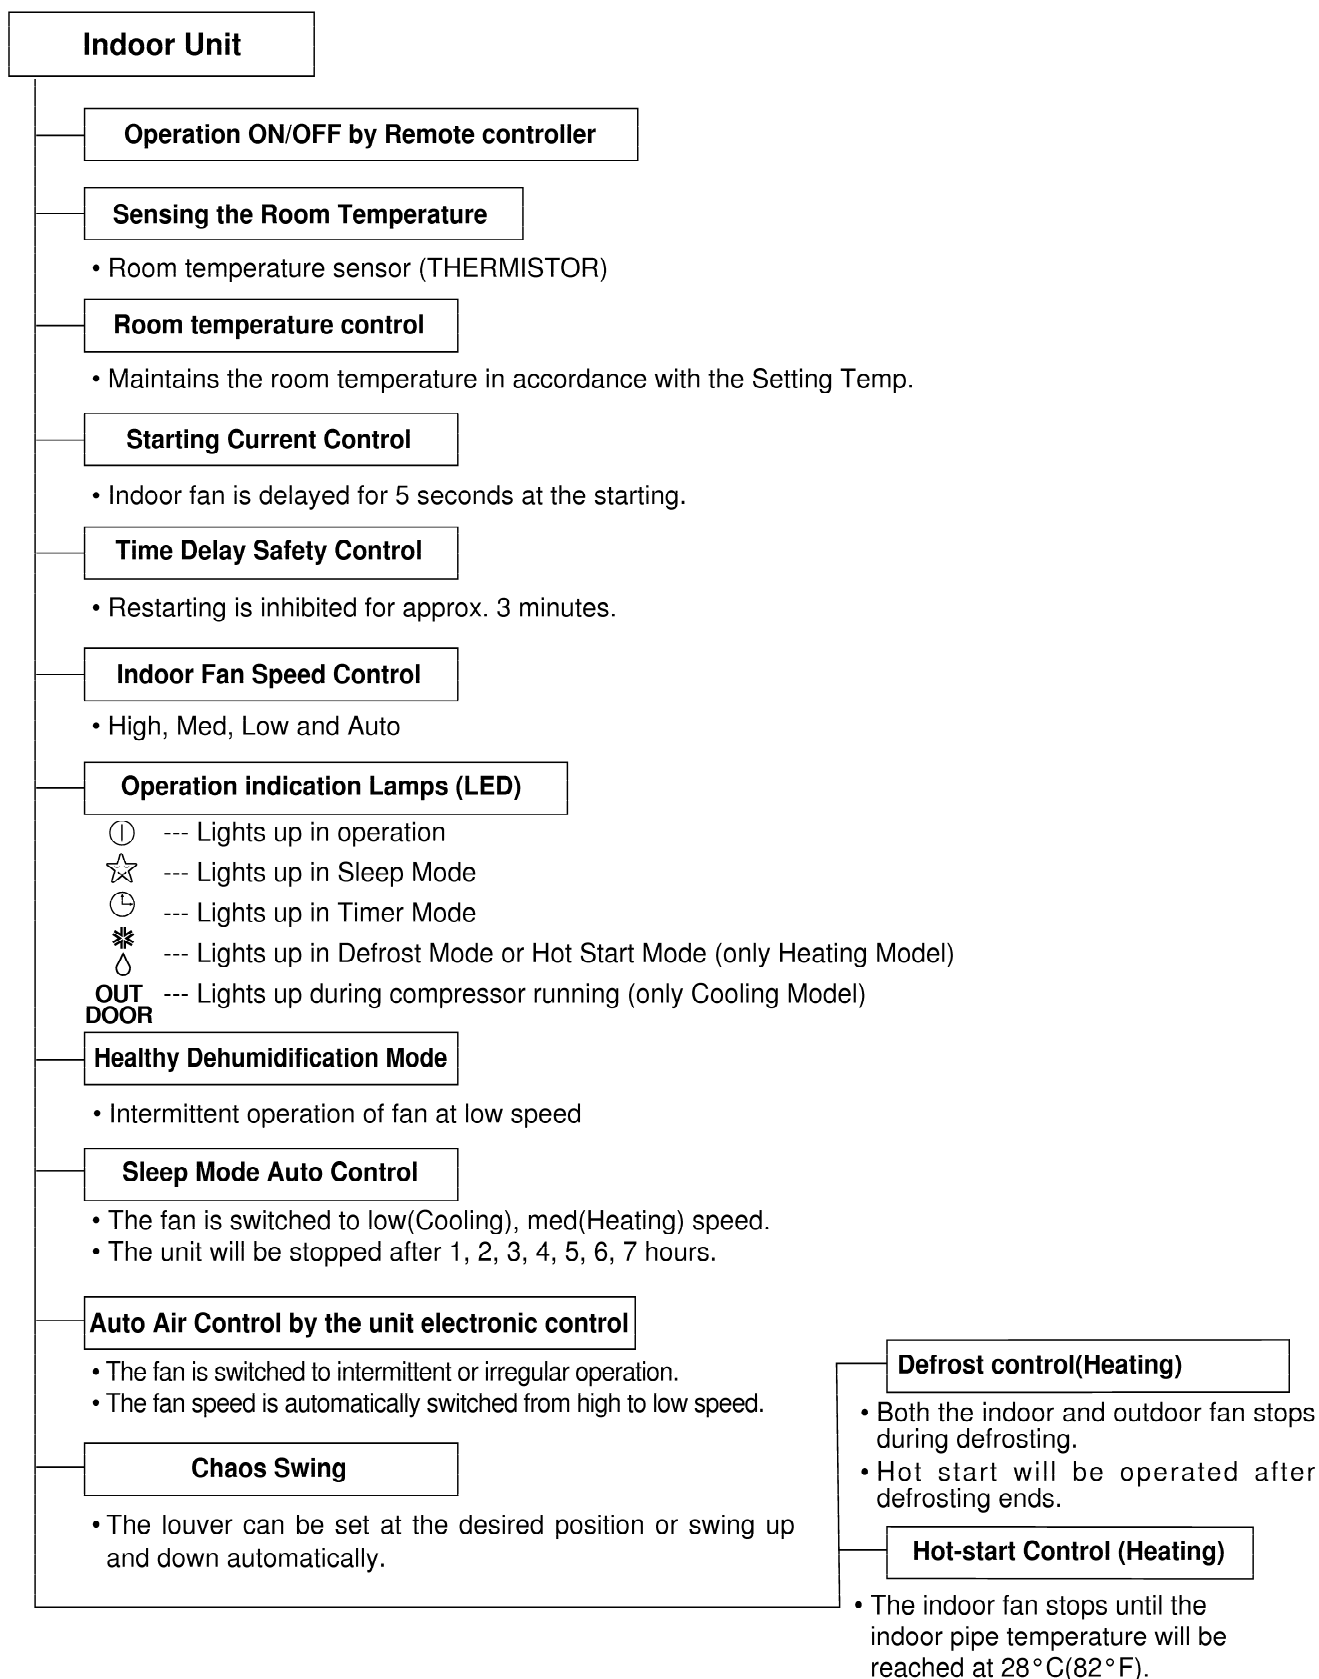 Indoor Unit
Operation ON/OFF by Remote controller
Sensing the Room Temperature
• Room temperature sensor (THERMISTOR)
Room temperature control
• Maintains the room temperature in accordance with the Setting Temp.
Starting Current Control
• Indoor fan is delayed for 5 seconds at the starting.
Time Delay Safety Control
• Restarting is inhibited for approx. 3 minutes.
Indoor Fan Speed Control
• High, Med, Low and Auto
Operation indication Lamps (LED)
--- Lights up in operation
--- Lights up in Sleep Mode
--- Lights up in Timer Mode
--- Lights up in Defrost Mode or Hot Start Mode (only Heating Model)
OUT DOOR --- Lights up during compressor running (only Cooling Model)
Healthy Dehumidification Mode
• Intermittent operation of fan at low speed
Sleep Mode Auto Control
• The fan is switched to low(Cooling), med(Heating) speed.
• The unit will be stopped after 1, 2, 3, 4, 5, 6, 7 hours.
Auto Air Control by the unit electronic control
• The fan is switched to intermittent or irregular operation.
• The fan speed is automatically switched from high to low speed.
Chaos Swing
• The louver can be set at the desired position or swing up
and down automatically.
Defrost control(Heating)
• Both the indoor and outdoor fan stops
during defrosting.
• Hot start will be operated after
defrosting ends.
Hot-start Control (Heating)
• The indoor fan stops until the
indoor pipe temperature will be
reached at 28°C(82°F).